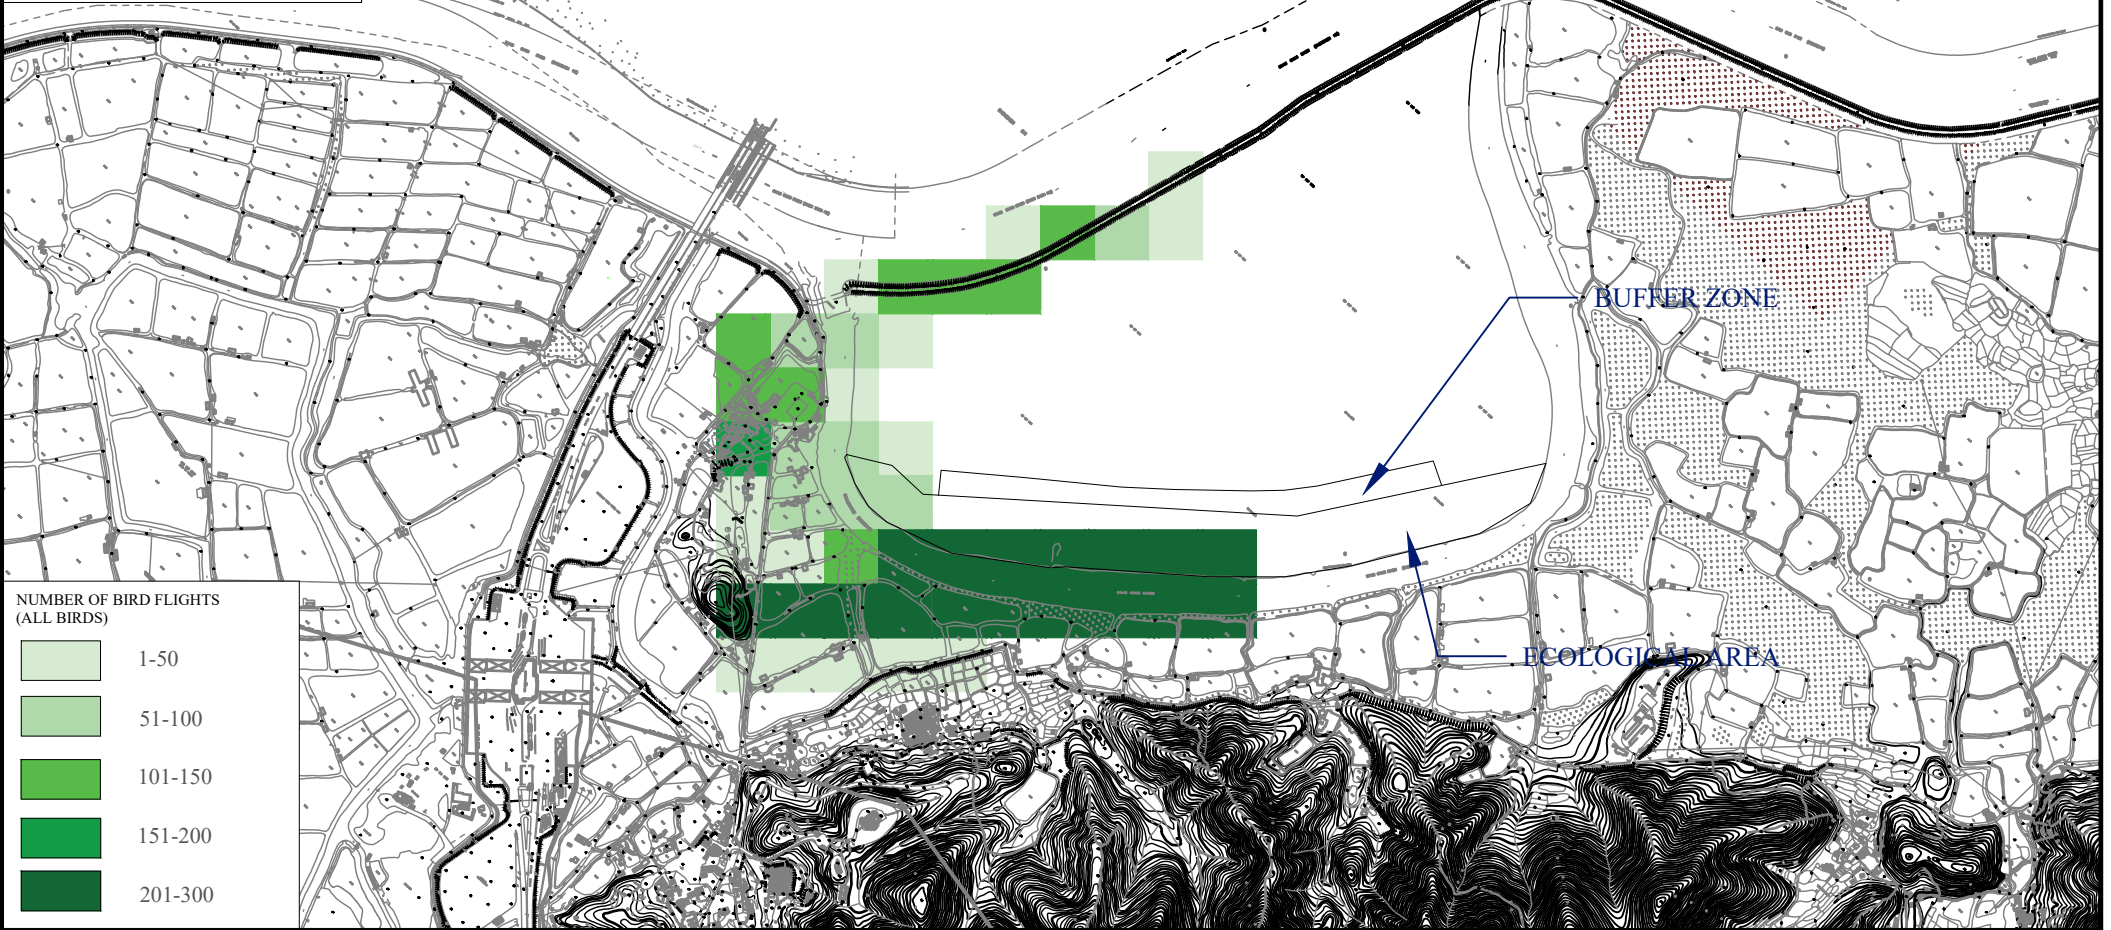 BUFFER ZONE
ECOLOGICAL AREA
NUMBER OF BIRD FLIGHTS
(ALL BIRDS)
1-50
51-100
101-150
151-200
201-300